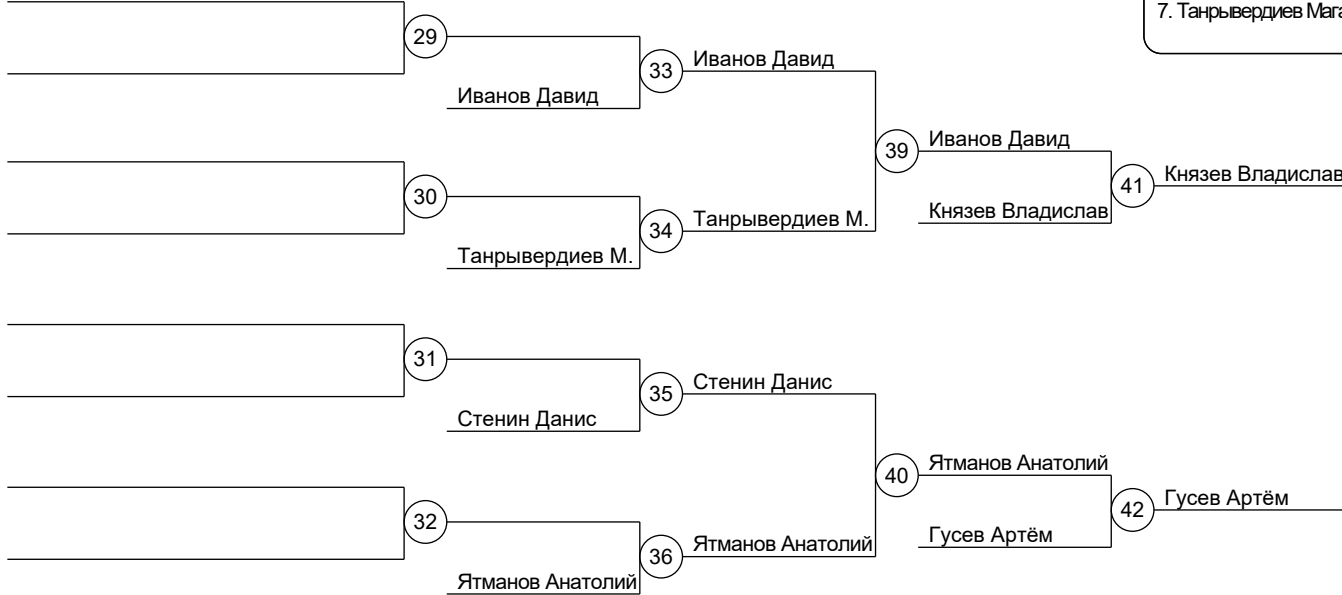 7. Танрывердиев Мага
29
33
Иванов Давид
Иванов Давид
39
Иванов Давид
41
Князев Владислав
30
Князев Владислав
34
Танрывердиев М.
Танрывердиев М.
31
35
Стенин Данис
Стенин Данис
40
Ятманов Анатолий
42
Гусев Артём
32
Гусев Артём
36
Ятманов Анатолий
Ятманов Анатолий